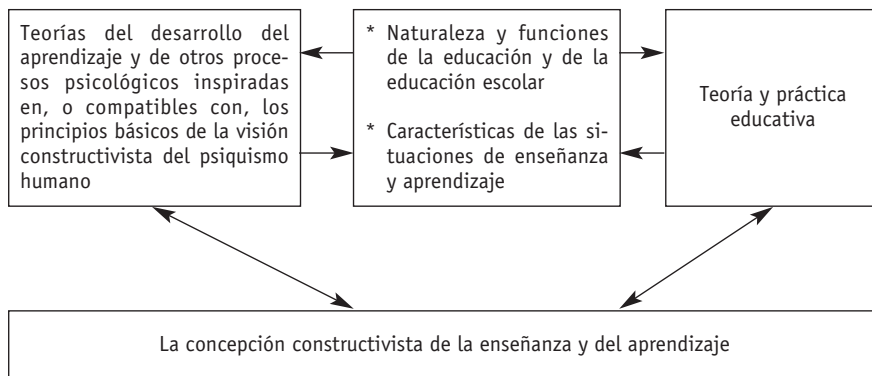 Teorías del desarrollo del
aprendizaje y de otros proce-
sos psicológicos inspiradas
en, o compatibles con, los
principios básicos de la visión
constructivista del psiquismo
humano
* Naturaleza y funciones
de la educación y de la
educación escolar
* Características de las si-
tuaciones de enseñanza
y aprendizaje
Teoría y práctica
educativa
La concepción constructivista de la enseñanza y del aprendizaje